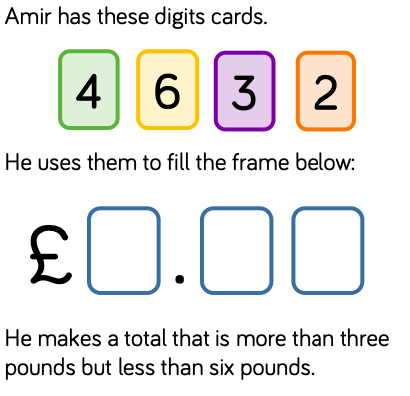 Amir has these digits cards.
4 6 3 2
He uses them to fill the frame below:
£ .
He makes a total that is more than three
pounds but less than six pounds.